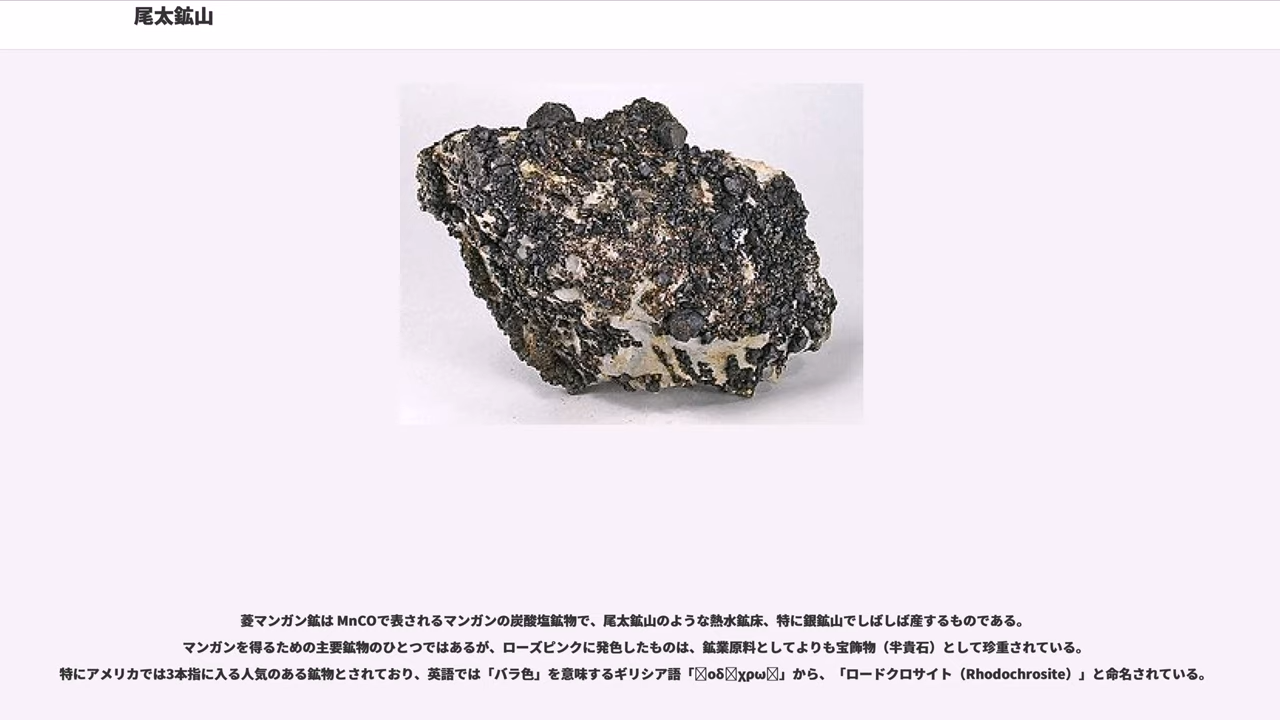 尾太鉱山
菱マンガン鉱は MnCOで表されるマンガンの炭酸塩鉱物で、尾太鉱山のような熱水鉱床、特に銀鉱山でしばしば産するものである。
マンガンを得るための主要鉱物のひとつではあるが、ローズピンクに発色したものは、鉱業原料としてよりも宝飾物（半貴石）として珍重されている。
特にアメリカでは3本指に入る人気のある鉱物とされており、英語では「バラ色」を意味するギリシア語「οδχρω」から、「ロードクロサイト（Rhodochrosite）」と命名されている。